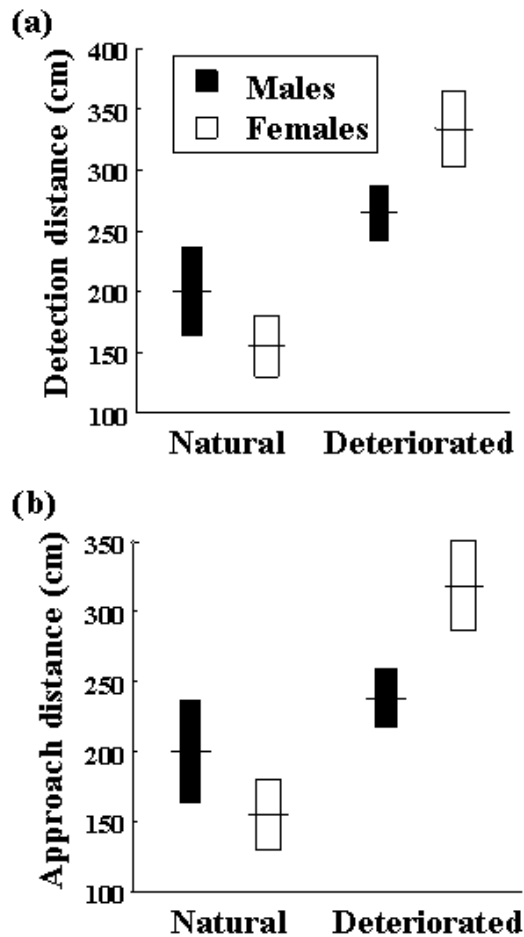 (a)
Detection distance (cm)
400
350
300
250
200
150
100
Males
Females
Natural
Deteriorated
(b)
Approach distance (cm)
350
300
250
200
150
100
Natural
Deteriorated